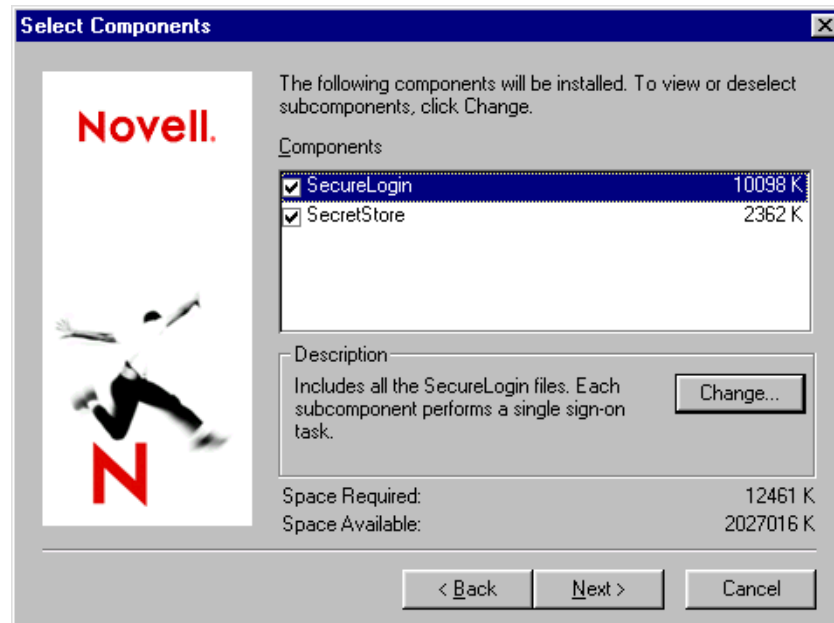 Select Components
Novell.
The following components will be installed. To view or deselect
subcomponents, click Change.
Components
SecureLogin 10098 K
SecretStore 2362 K
Description
Includes all the SecureLogin files. Each
subcomponent performs a single sign-on
task.
Change...
N
Space Required: 12461 K
Space Available: 2027016 K
< Back Next > Cancel